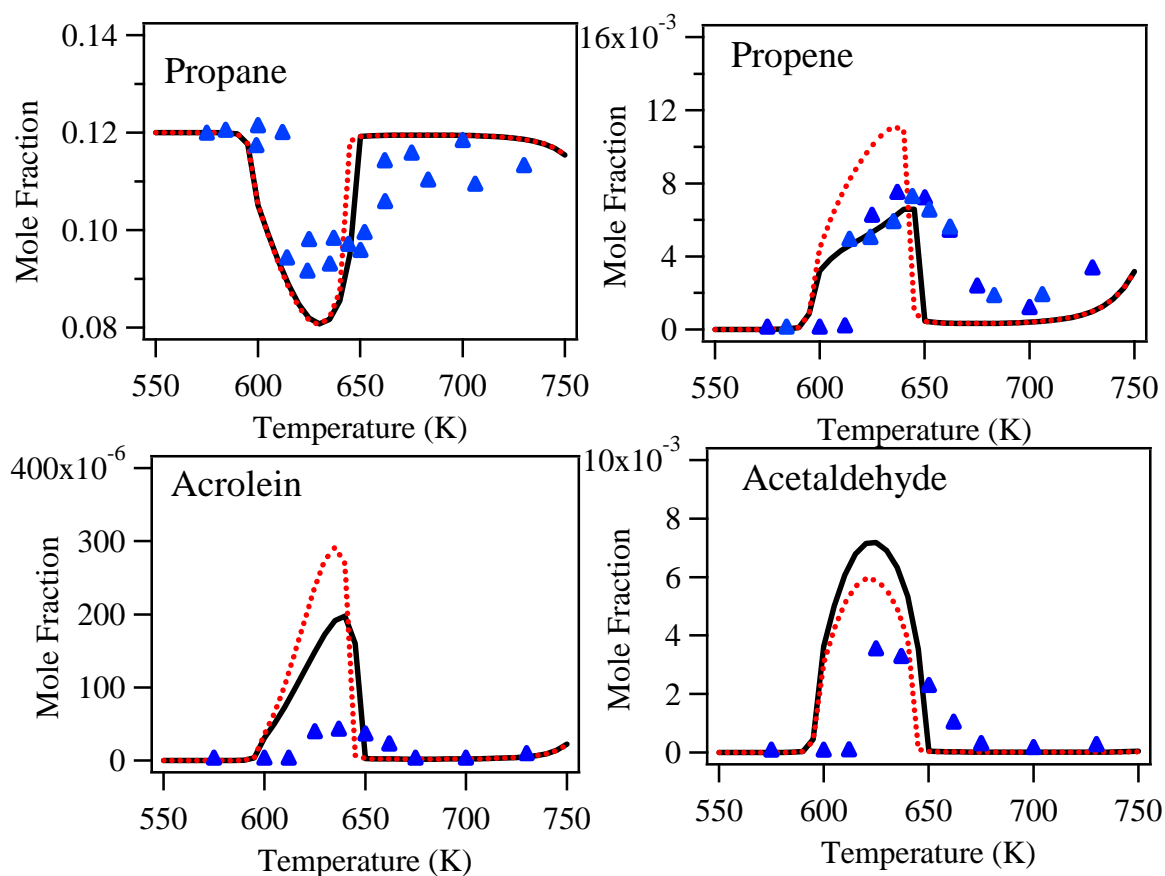 Propane
Mole Fraction
0.14
0.12
0.10
0.08
550 600 650 700 750
Temperature (K)
Propene
Mole Fraction
16x10-3
12
8
4
0
550 600 650 700 750
Temperature (K)
Acrolein
Mole Fraction
400x10-6
300
200
100
0
550 600 650 700 750
Temperature (K)
Acetaldehyde
Mole Fraction
10x10-3
8
6
4
2
0
550 600 650 700 750
Temperature (K)